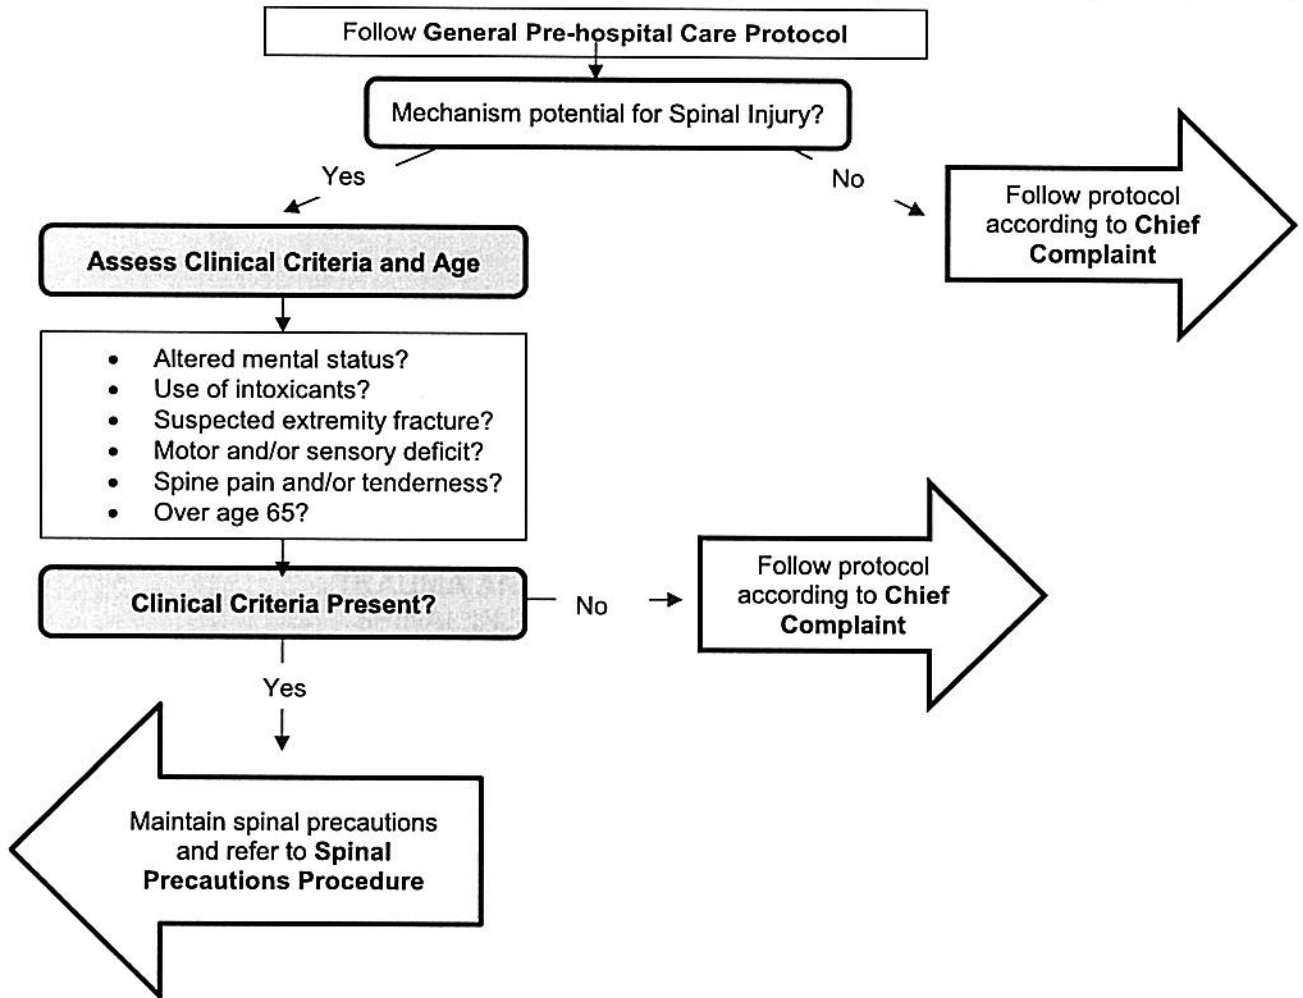 Follow General Pre-hospital Care Protocol
Mechanism potential for Spinal Injury?
Yes
No
Follow protocol
according to Chief
Complaint
Assess Clinical Criteria and Age
• Altered mental status?
• Use of intoxicants?
• Suspected extremity fracture?
• Motor and/or sensory deficit?
• Spine pain and/or tenderness?
• Over age 65?
Clinical Criteria Present?
No
Follow protocol
according to Chief
Complaint
Yes
Maintain spinal precautions
and refer to Spinal
Precautions Procedure